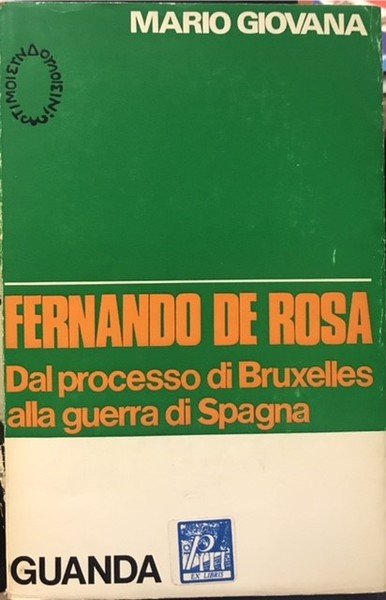 MARIO GIOVANA
FERNANDO DE ROSA
Dal processo di Bruxelles
alla guerra di Spagna
GUANDA
EX LIBRIS